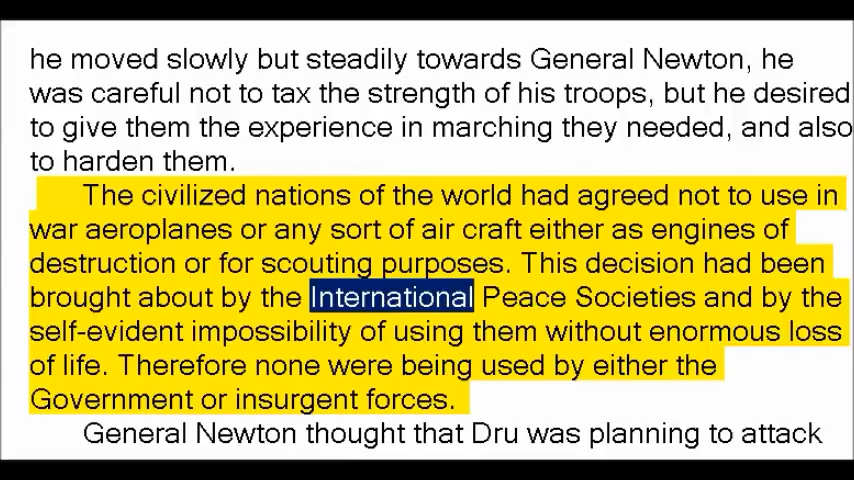 he moved slowly but steadily towards General Newton, he
was careful not to tax the strength of his troops, but he desired
to give them the experience in marching they needed, and also
to harden them.
The civilized nations of the world had agreed not to use in
war aeroplanes or any sort of air craft either as engines of
destruction or for scouting purposes. This decision had been
brought about by the International Peace Societies and by the
self-evident impossibility of using them without enormous loss
of life. Therefore none were being used by either the
Government or insurgent forces.
General Newton thought that Dru was planning to attack